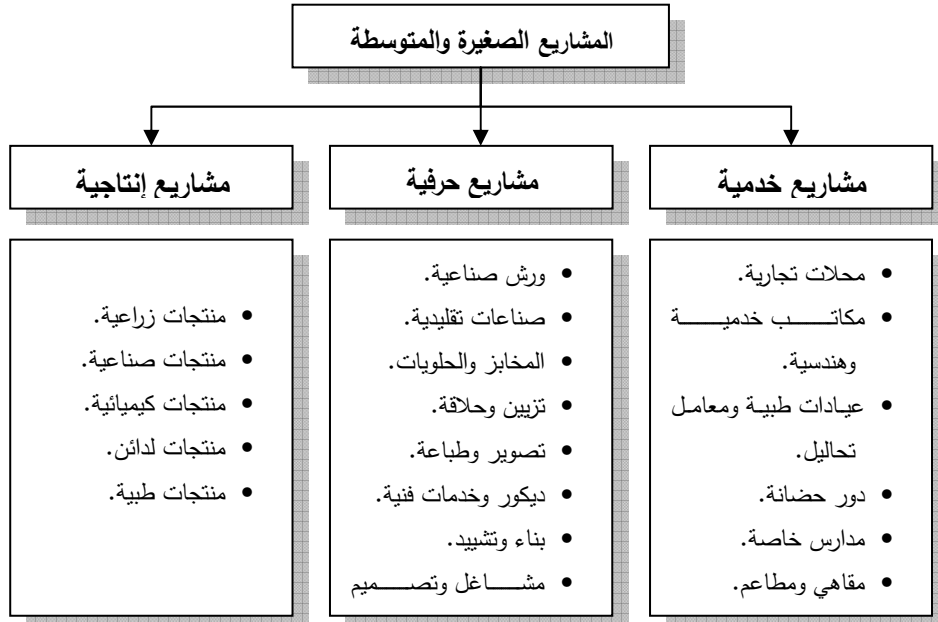 المشاريع الصغيرة والمتوسطة
مشاريع خدمية
مشاريع حرفية
مشاريع إنتاجية
• محلات تجارية.
• مكاتب خدمية
وهندسية.
• عيادات طبية ومعامل
تحاليل.
• دور حضانة.
• مدارس خاصة.
• مقاهي ومطاعم.
• ورش صناعية.
• صناعات تقليدية.
• المخابز والحلويات.
• تزيين وحلاقة.
• تصوير وطباعة.
• ديكور وخدمات فنية.
• بناء وتشييد.
• مشاغل وتصميم
• منتجات زراعية.
• منتجات صناعية.
• منتجات كيميائية.
• منتجات لدائن.
• منتجات طبية.